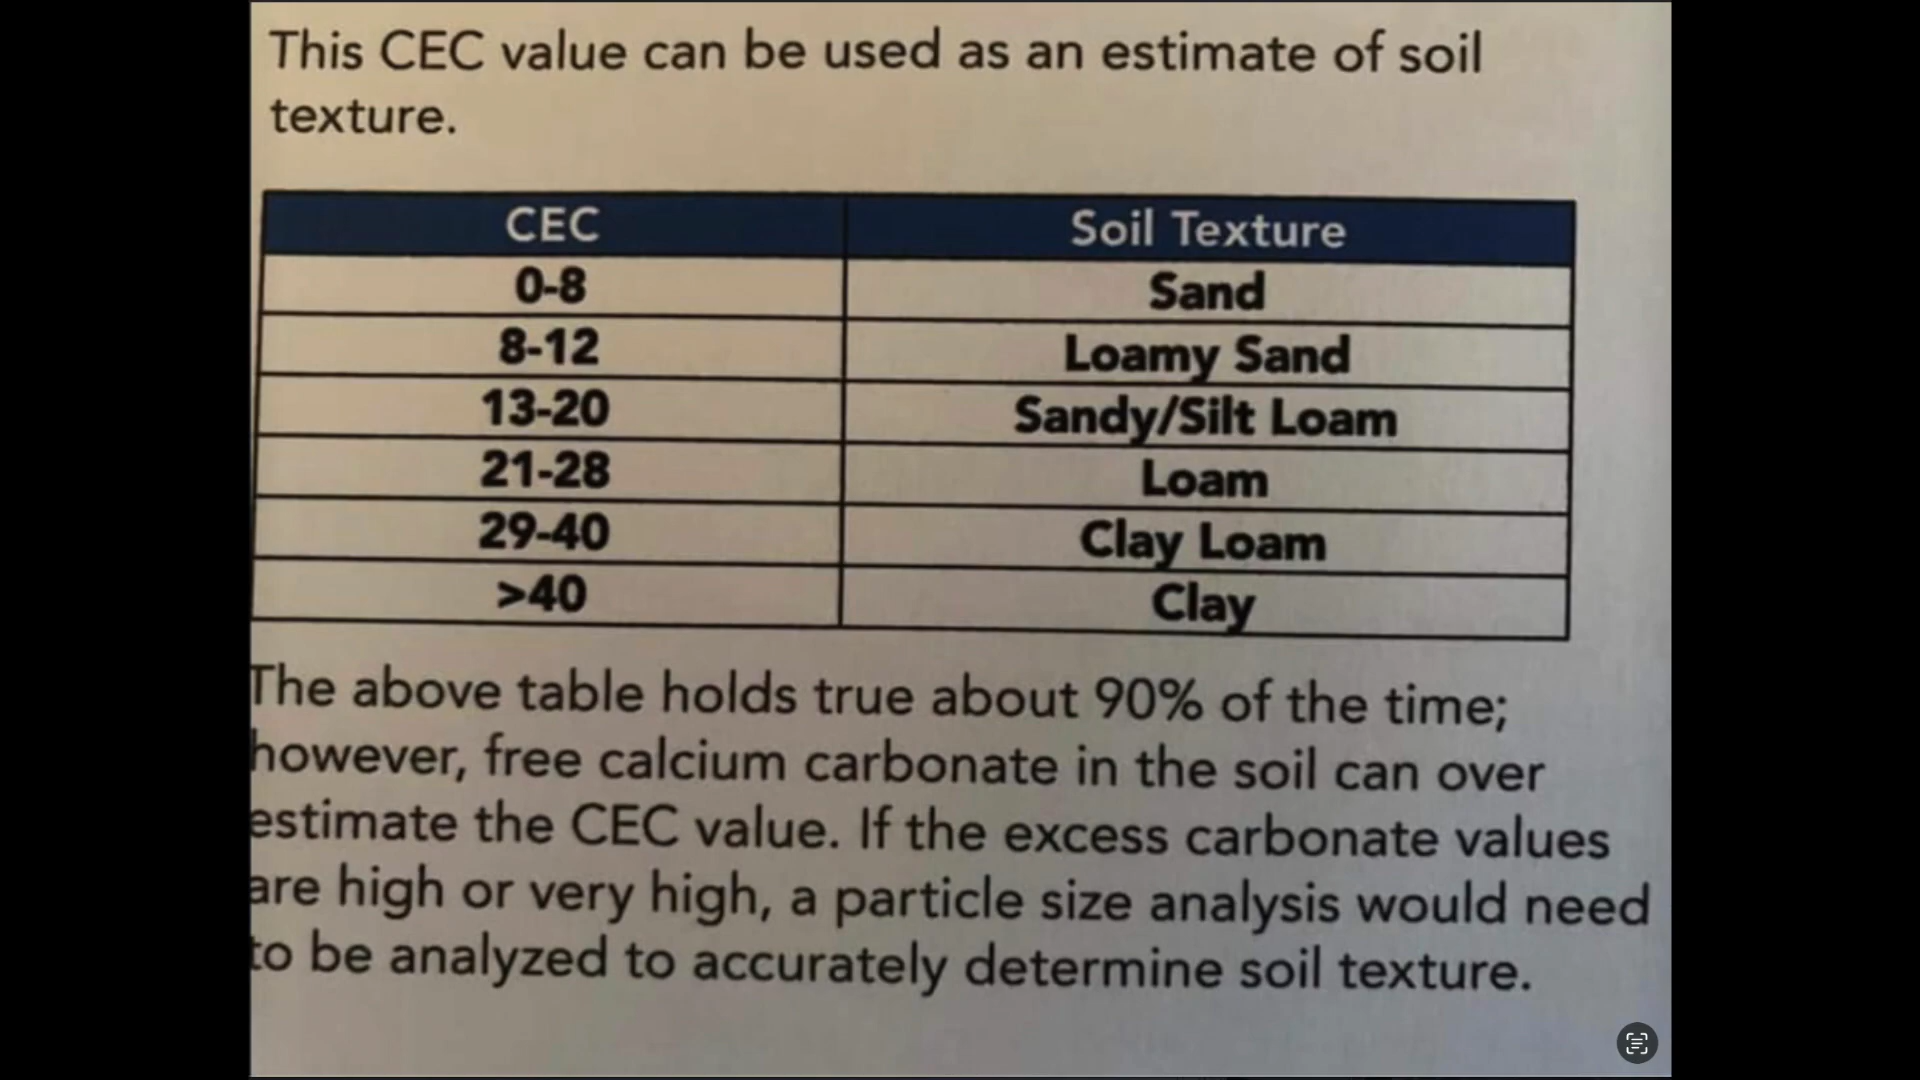 This CEC value can be used as an estimate of soil
texture.
CEC Soil Texture
0-8 Sand
8-12 Loamy Sand
13-20 Sandy/Silt Loam
21-28 Loam
29-40 Clay Loam
>40 Clay
The above table holds true about 90% of the time;
however, free calcium carbonate in the soil can over
estimate the CEC value. If the excess carbonate values
are high or very high, a particle size analysis would need
to be analyzed to accurately determine soil texture.